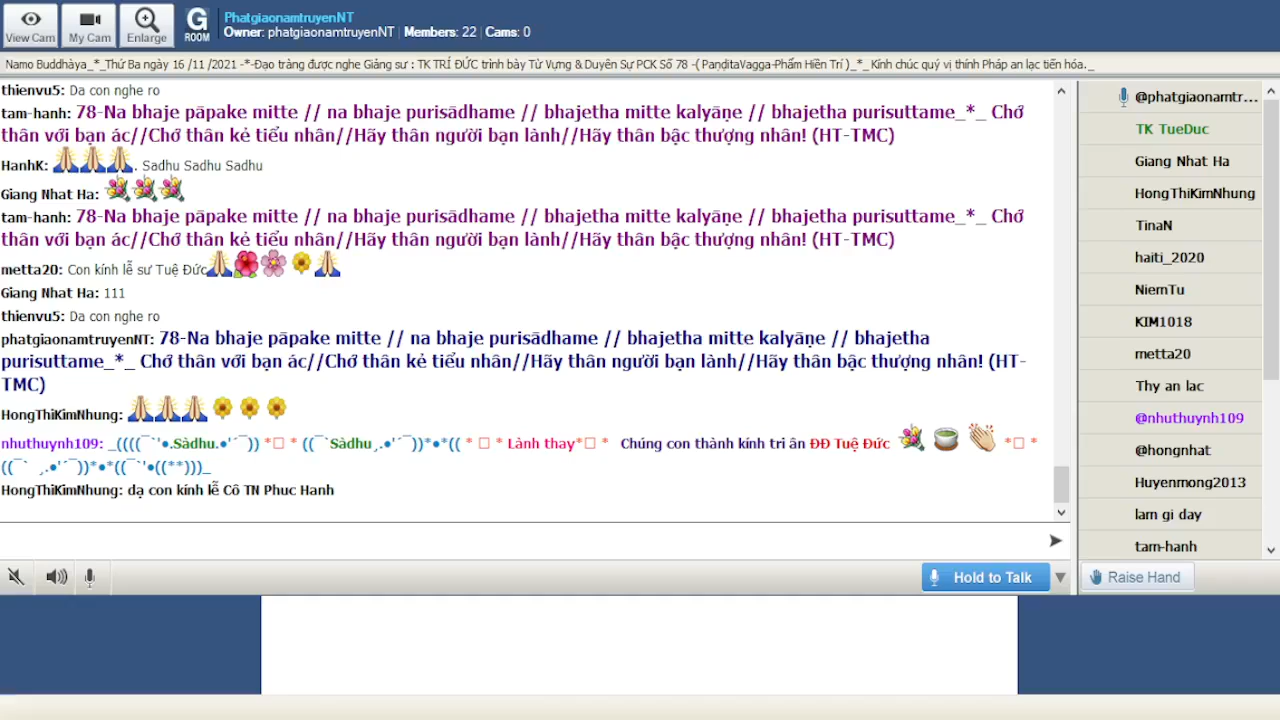 PhatgiaonamtruyenNT
Owner: phatgiaonamtruyenNT | Members: 22 | Cams: 0
View Cam
My Cam
Enlarge
G ROOM
Namo Buddhàya_*_Thứ Ba ngày 16 /11 /2021 -*-Đạo tràng được nghe Giảng sư : TK TRÍ ĐỨC trình bày Từ Vựng & Duyên Sự PCK Số 78 -( PaṇḍitaVagga-Phẩm Hiền Trí )_*_ Kính chúc quý vị thính Pháp an lạc tiến hóa._
thienvu5: Da con nghe ro
tam-hanh: 78-Na bhaje pāpake mitte // na bhaje purisādhame // bhajetha mitte kalyāṇe // bhajetha purisuttame_*_ Chớ
thân với bạn ác//Chớ thân kẻ tiểu nhân//Hãy thân người bạn lành//Hãy thân bậc thượng nhân! (HT-TMC)
HanhK: 🙏🙏🙏. Sadhu Sadhu Sadhu
Giang Nhat Ha: 💐💐💐
tam-hanh: 78-Na bhaje pāpake mitte // na bhaje purisādhame // bhajetha mitte kalyāṇe // bhajetha purisuttame_*_ Chớ
thân với bạn ác//Chớ thân kẻ tiểu nhân//Hãy thân người bạn lành//Hãy thân bậc thượng nhân! (HT-TMC)
metta20: Con kính lễ sư Tuệ Đức🙏🌺🌸🌻🙏
Giang Nhat Ha: 111
thienvu5: Da con nghe ro
phatgiaonamtruyenNT: 78-Na bhaje pāpake mitte // na bhaje purisādhame // bhajetha mitte kalyāṇe // bhajetha
purisuttame_*_ Chớ thân với bạn ác//Chớ thân kẻ tiểu nhân//Hãy thân người bạn lành//Hãy thân bậc thượng nhân! (HT-
TMC)
HongThiKimNhung: 🙏🙏🙏🌻🌻🌻
nhuthuynh109: _((((¯`'•.Sàdhu.•'´¯)) *▯ * ((¯`Sàdhu¸.•'´¯))*•*(( * ▯ * Lành thay*▯ * Chúng con thành kính tri ân ĐĐ Tuệ Đức 💐🍵👏 *▯ *
((¯` ¸.•'´¯))*•*((¯`'•((**)))_
HongThiKimNhung: dạ con kính lễ Cô TN Phuc Hanh
Hold to Talk
@phatgiaonamtr...
TK TueDuc
Giang Nhat Ha
HongThiKimNhung
TinaN
haiti_2020
NiemTu
KIM1018
metta20
Thy an lac
@nhuthuynh109
@hongnhat
Huyenmong2013
lam gi day
tam-hanh
Raise Hand